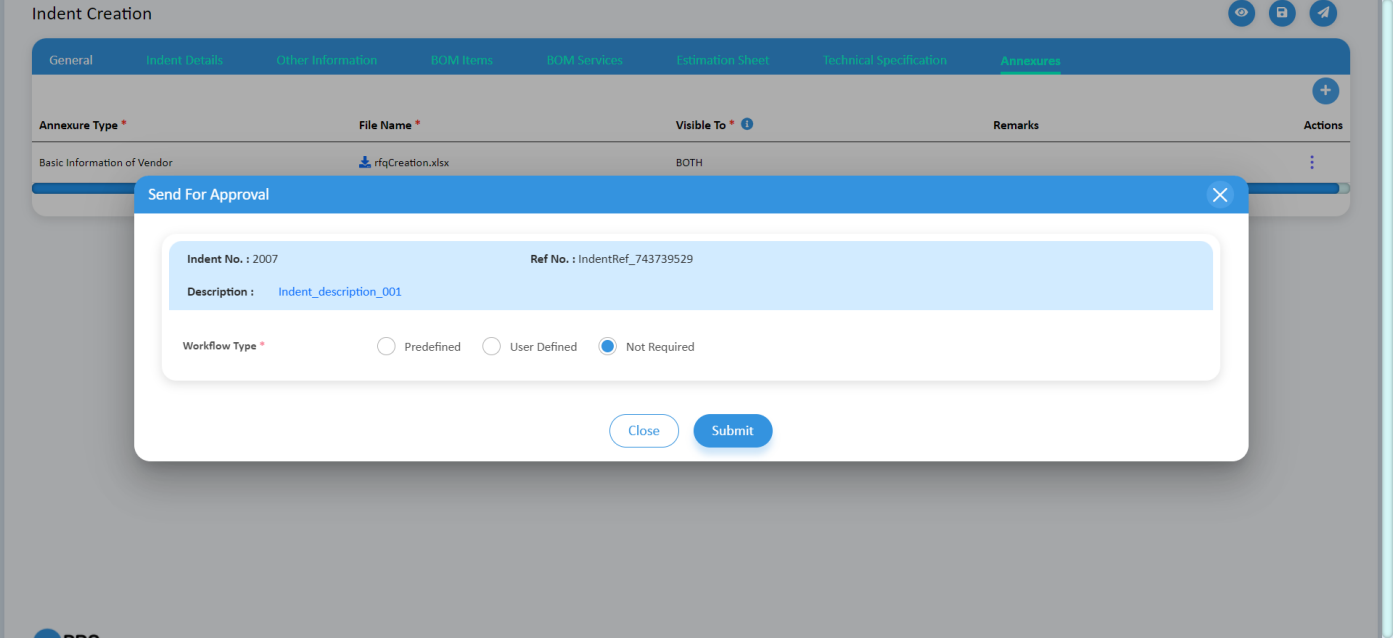 Indent Creation
General Indent Details Other Information BOM Items BOM Services Estimation Sheet Technical Specification Annexures
Annexure Type * File Name * Visible To * Remarks Actions
Basic Information of Vendor rfqCreation.xlsx BOTH
Send For Approval
Indent No. : 2007 Ref No. : IndentRef_743739529
Description : Indent_description_001
Workflow Type * Predefined User Defined Not Required
Close Submit